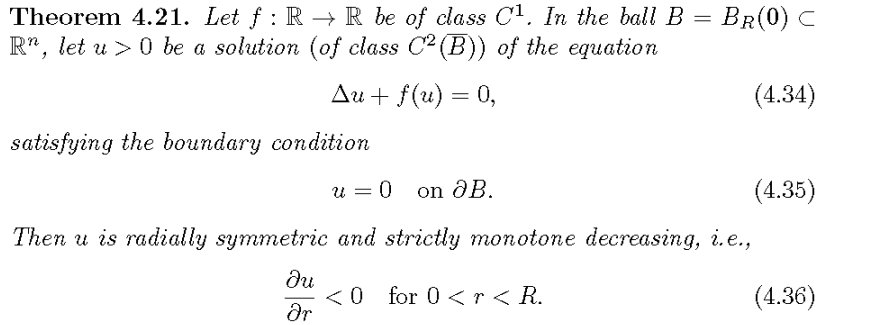 Theorem 4.21. Let f : ℝ → ℝ be of class C¹. In the ball B = B_R(0) ⊂
ℝⁿ, let u > 0 be a solution (of class C²(B̅)) of the equation
Δu + f(u) = 0, (4.34)
satisfying the boundary condition
u = 0 on ∂B. (4.35)
Then u is radially symmetric and strictly monotone decreasing, i.e.,
∂u/∂r < 0 for 0 < r < R. (4.36)